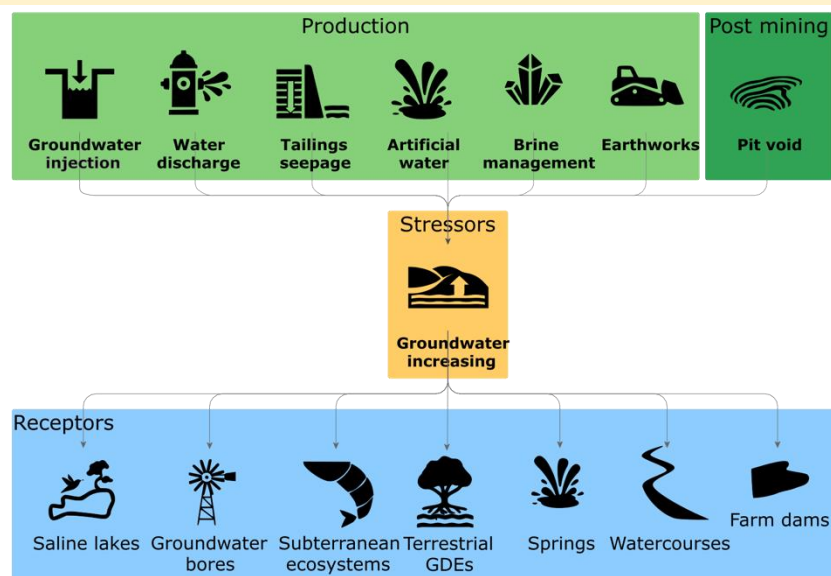 Production
Post mining
Groundwater
injection
Water
discharge
Tailings
seepage
Artificial
water
Brine
management
Earthworks
Pit void
Stressors
Groundwater
increasing
Receptors
Saline lakes
Groundwater
bores
Subterranean
ecosystems
Terrestrial
GDEs
Springs
Watercourses
Farm dams